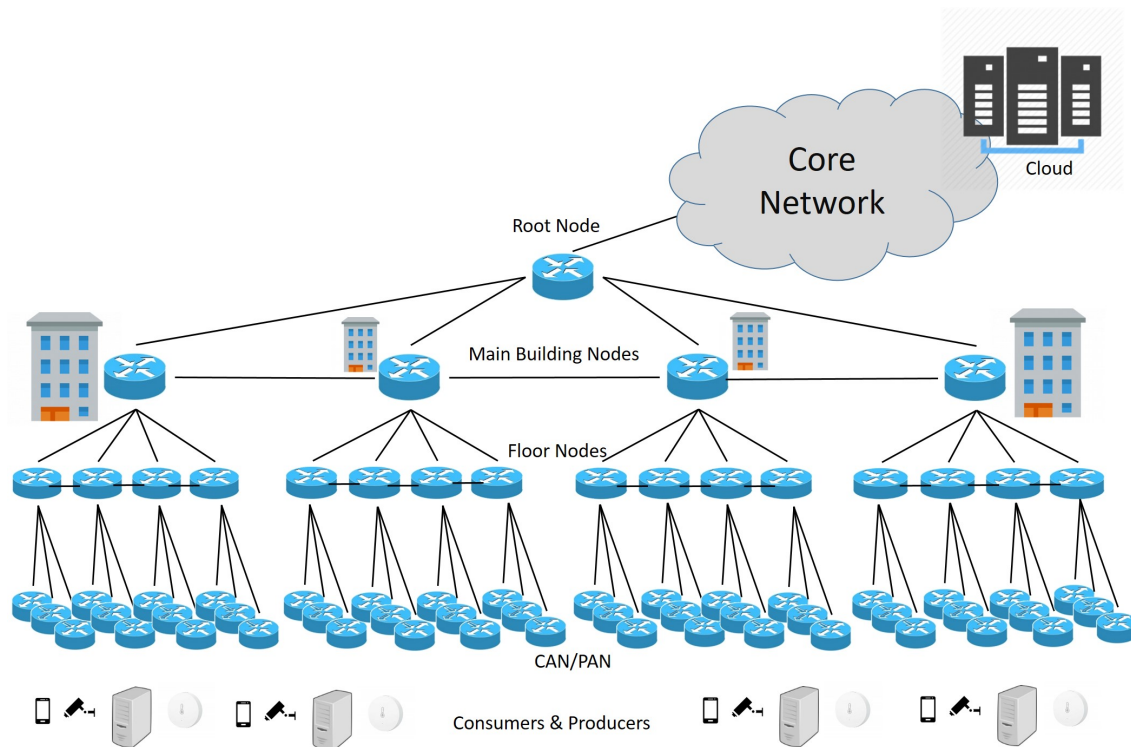 Core
Network
Cloud
Root Node
Main Building Nodes
Floor Nodes
CAN/PAN
Consumers & Producers